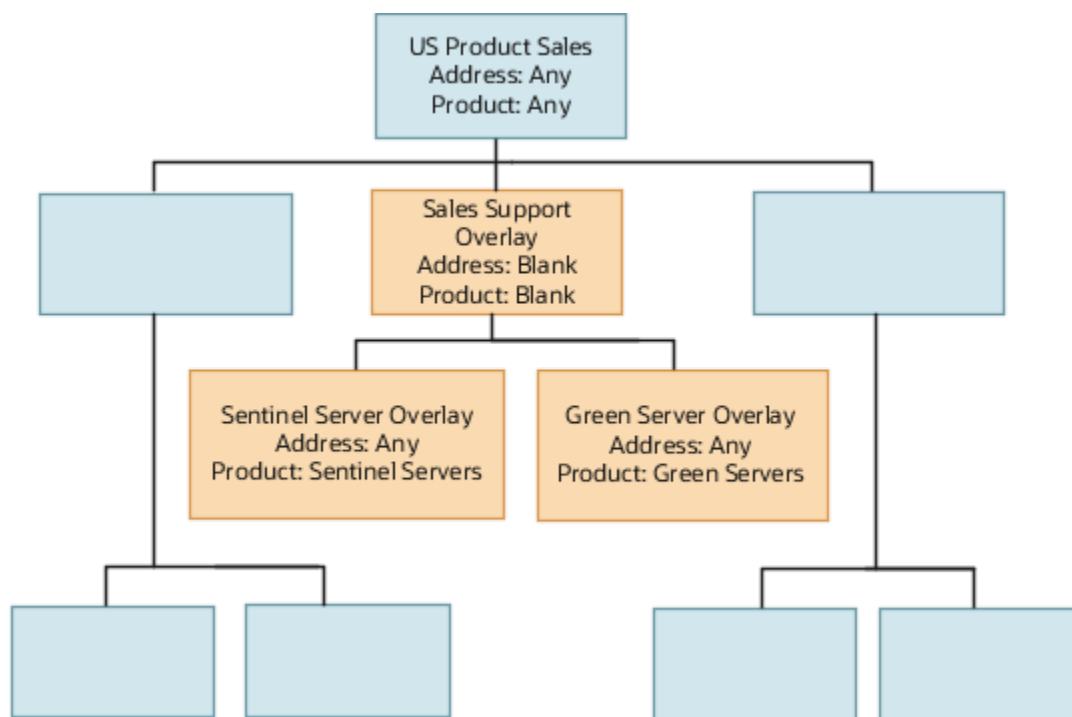 US Product Sales
Address: Any
Product: Any
Sales Support
Overlay
Address: Blank
Product: Blank
Sentinel Server Overlay
Address: Any
Product: Sentinel Servers
Green Server Overlay
Address: Any
Product: Green Servers